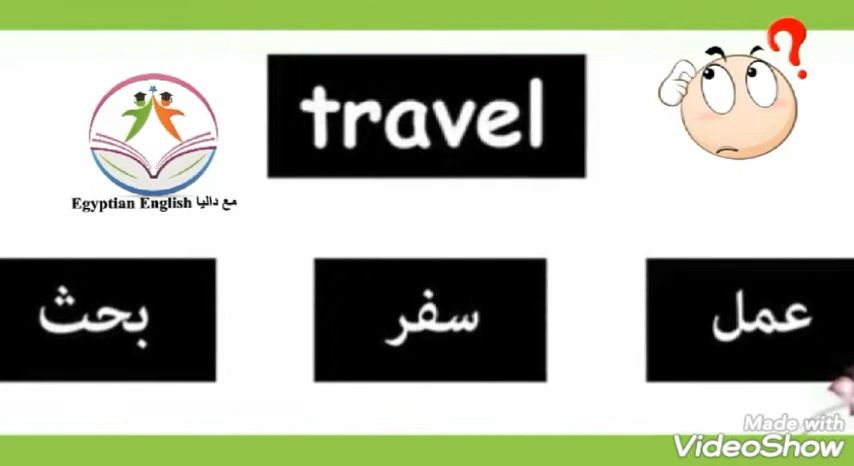 travel
Egyptian English مع داليا
عمل
سفر
بحث
Made with
VideoShow